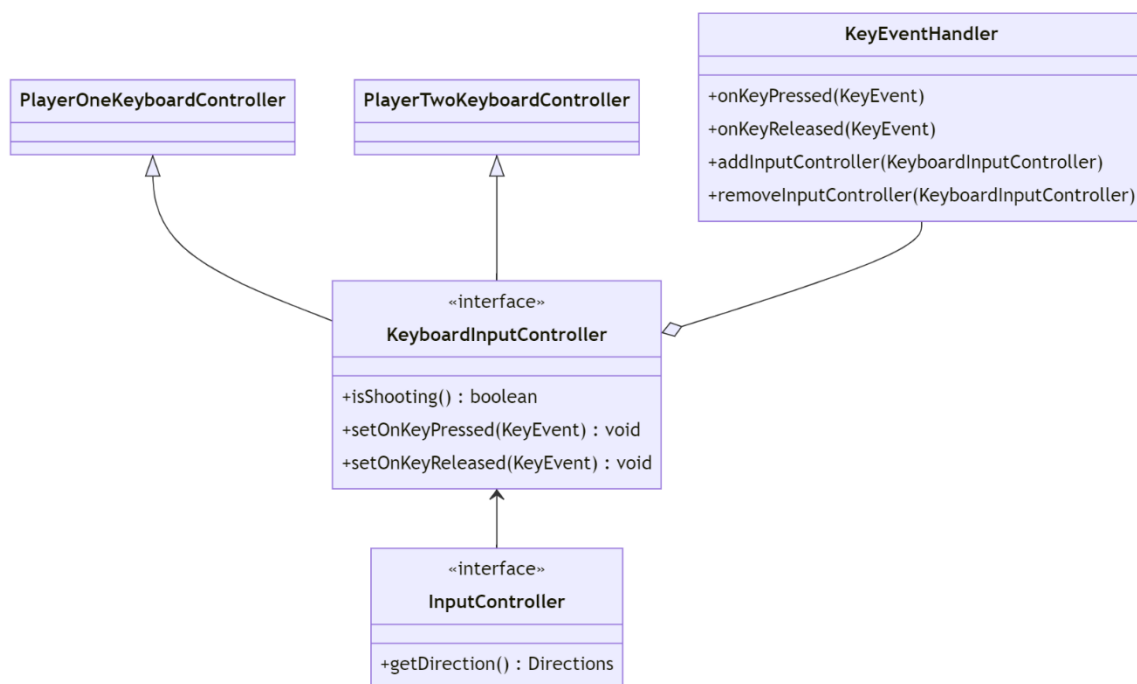 KeyEventHandler
+onKeyPressed(KeyEvent)
+onKeyReleased(KeyEvent)
+addInputController(KeyboardInputController)
+removeInputController(KeyboardInputController)
PlayerOneKeyboardController
PlayerTwoKeyboardController
«interface»
KeyboardInputController
+isShooting() : boolean
+setOnKeyPressed(KeyEvent) : void
+setOnKeyReleased(KeyEvent) : void
«interface»
InputController
+getDirection() : Directions